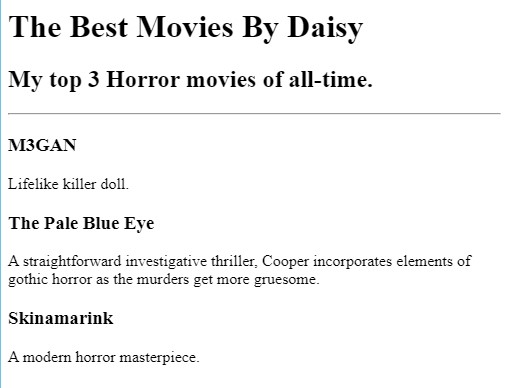 The Best Movies By Daisy
My top 3 Horror movies of all-time.
M3GAN
Lifelike killer doll.
The Pale Blue Eye
A straightforward investigative thriller, Cooper incorporates elements of
gothic horror as the murders get more gruesome.
Skinamarink
A modern horror masterpiece.